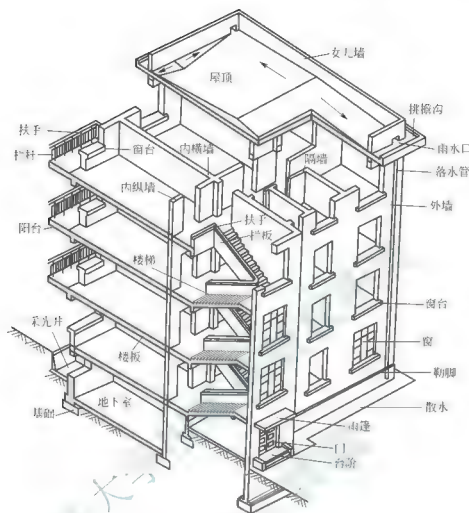 女儿墙
屋顶
挑檐沟
雨水口
扶手
栏杆
窗台
内横墙
隔墙
落水管
内纵墙
外墙
扶手
栏板
阳台
楼梯
窗台
采光井
窗
楼板
勒脚
地下室
散水
基础
雨篷
门
台阶